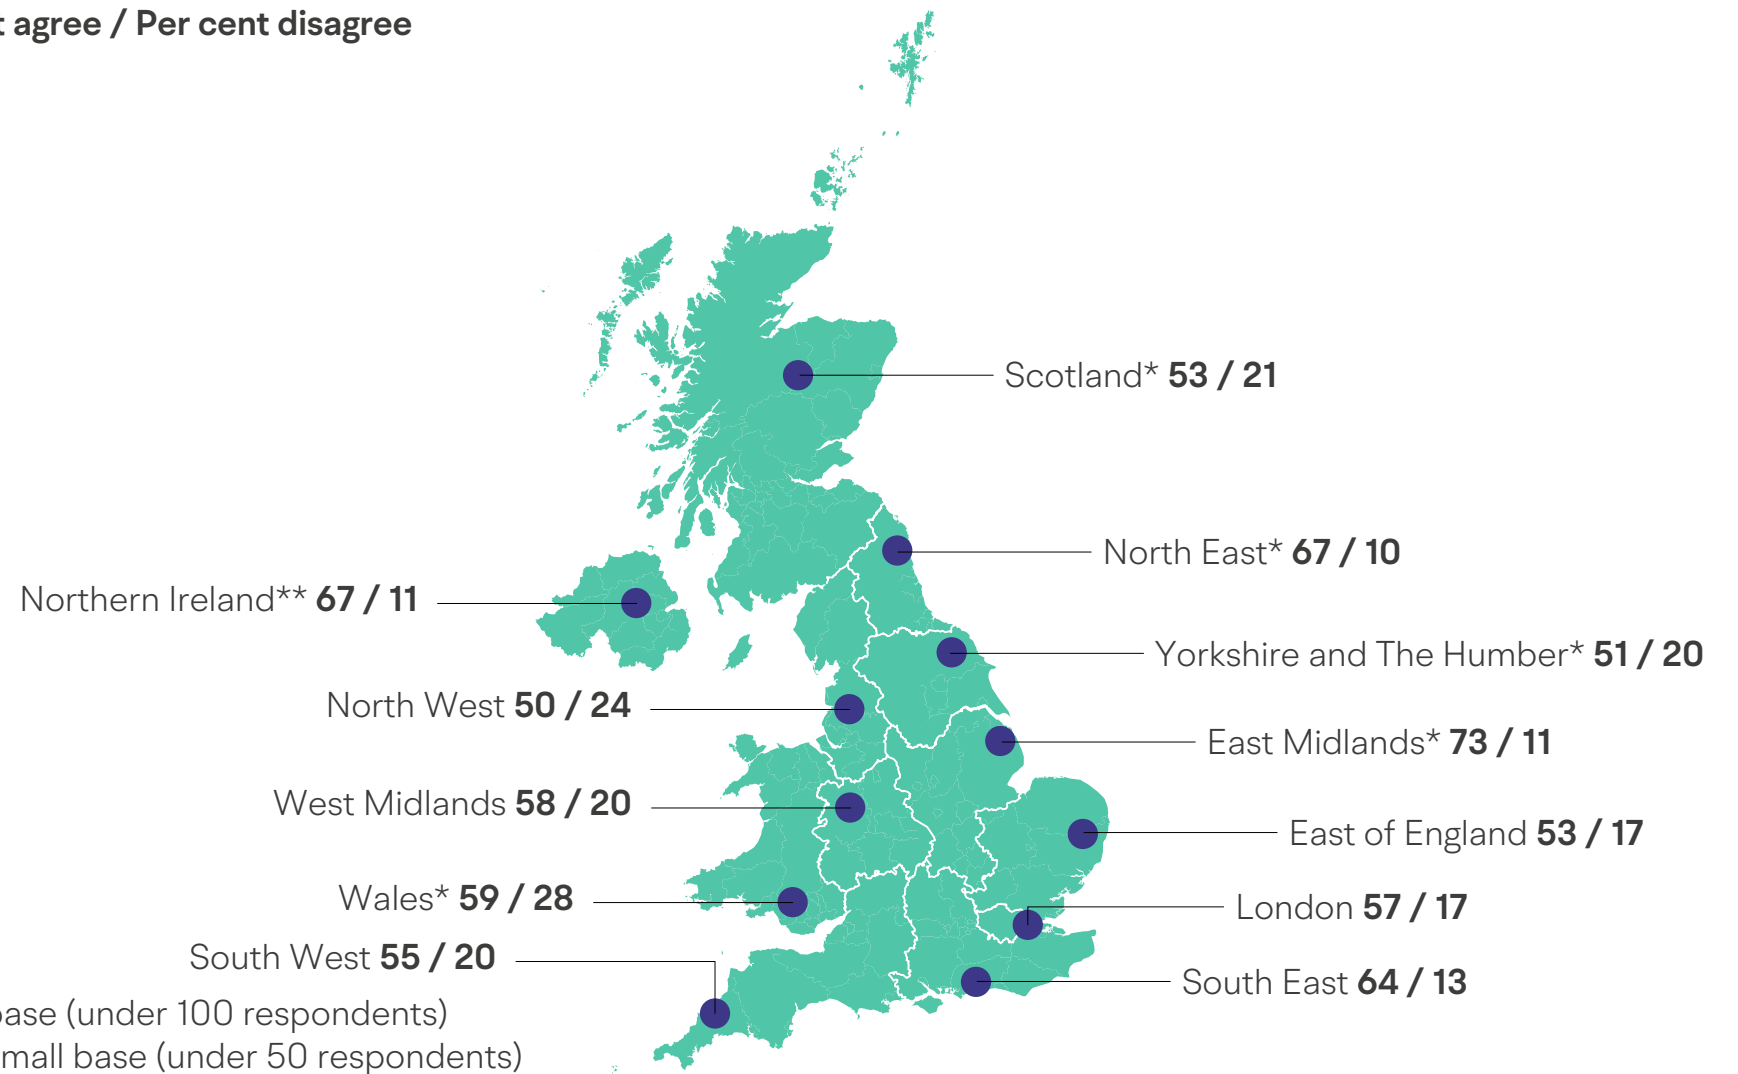 agree / Per cent disagree
Scotland* 53 / 21
North East* 67 / 10
Northern Ireland** 67 / 11
Yorkshire and The Humber* 51 / 20
North West 50 / 24
East Midlands* 73 / 11
West Midlands 58 / 20
East of England 53 / 17
Wales* 59 / 28
London 57 / 17
South West 55 / 20
South East 64 / 13
base (under 100 respondents)
small base (under 50 respondents)